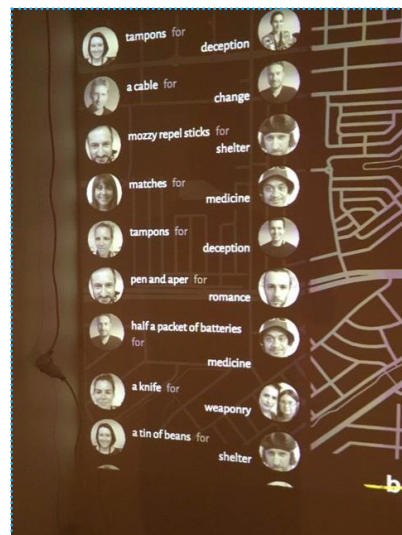 tampons for
deception
a cable for
change
mozzy repel sticks for
shelter
matches for
medicine
tampons for
deception
pen and aper for
romance
half a packet of batteries
for
medicine
a knife for
weaponry
a tin of beans for
shelter
b